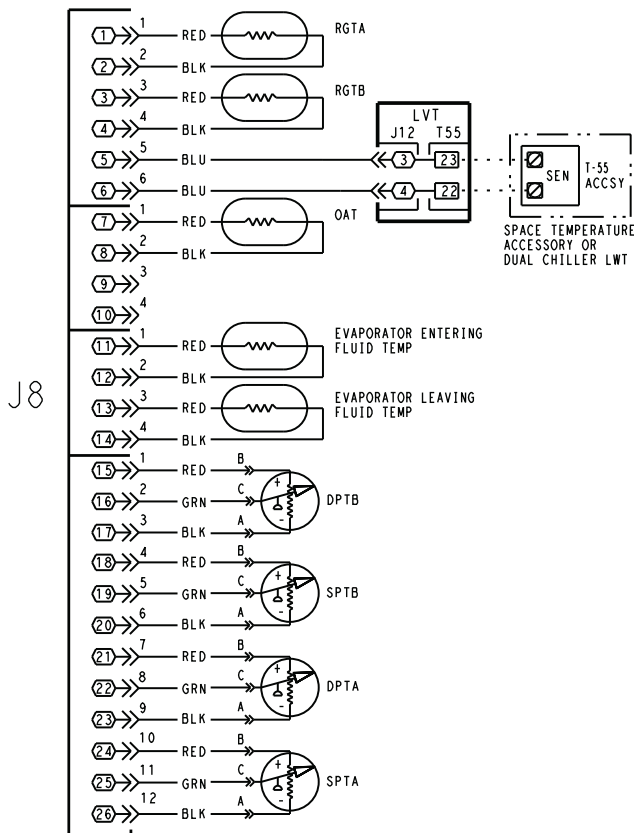 J8
1 1 RED RGTA
2 2 BLK
3 3 RED RGTB
4 4 BLK
LVT
J12 T55
5 5 BLU 3 23
6 6 BLU 4 22
SEN
T-55
ACCSY
SPACE TEMPERATURE
ACCESSORY OR
DUAL CHILLER LWT
7 1 RED OAT
8 2 BLK
9 3
10 4
11 1 RED
EVAPORATOR ENTERING
FLUID TEMP
12 2 BLK
13 3 RED
EVAPORATOR LEAVING
FLUID TEMP
14 4 BLK
15 1 RED B +
16 2 GRN C DPTB
17 3 BLK A -
18 4 RED B +
19 5 GRN C SPTB
20 6 BLK A -
21 7 RED B +
22 8 GRN C DPTA
23 9 BLK A -
24 10 RED B +
25 11 GRN C SPTA
26 12 BLK A -